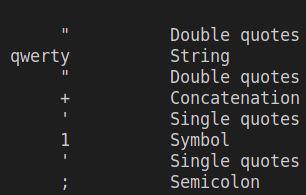 " Double quotes
qwerty String
" Double quotes
+ Concatenation
' Single quotes
1 Symbol
' Single quotes
; Semicolon